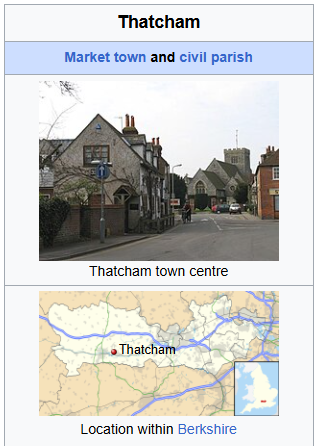 Thatcham
Market town and civil parish
Thatcham town centre
Thatcham
Location within Berkshire